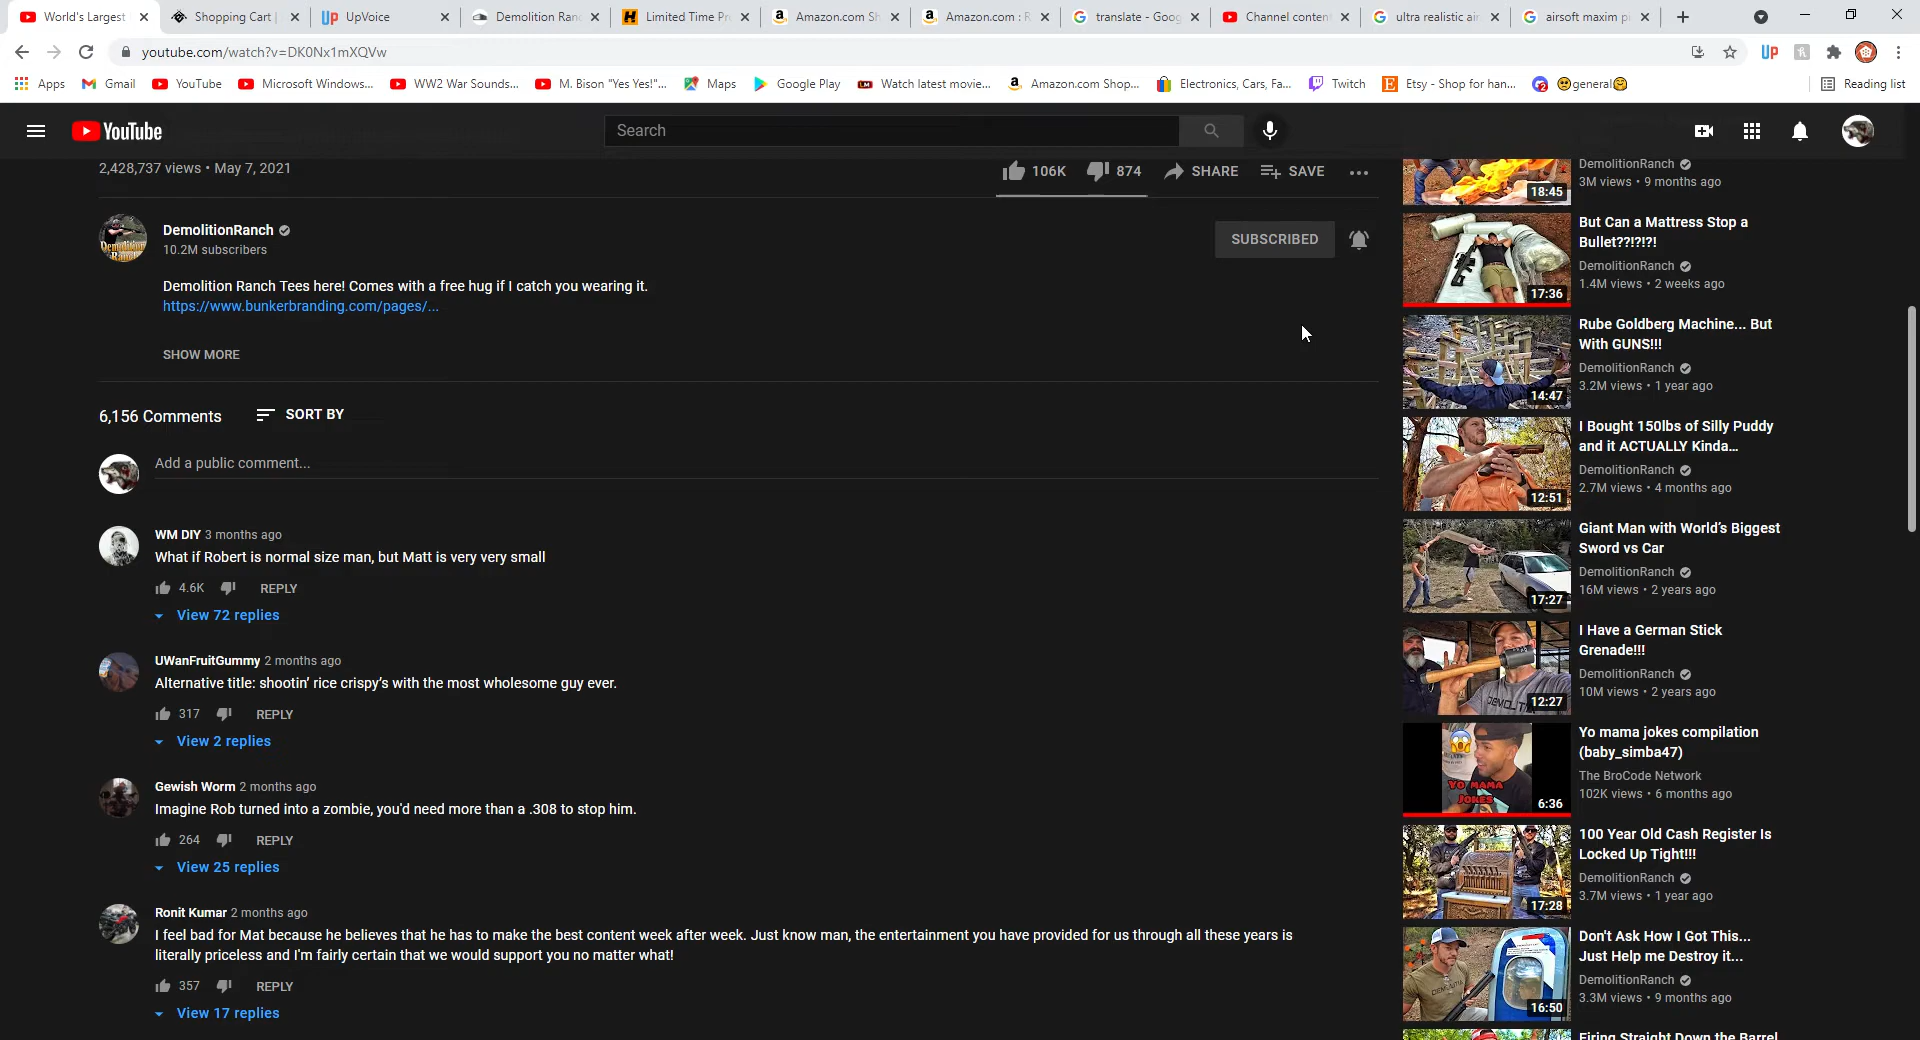 World's Largest
Shopping Cart |
UpVoice
Demolition Ran
Limited Time Pr
Amazon.com Sh
Amazon.com : R
translate - Goog
Channel content
ultra realistic air
airsoft maxim p
youtube.com/watch?v=DK0Nx1mXQVw
Apps
Gmail
YouTube
Microsoft Windows...
WW2 War Sounds...
M. Bison "Yes Yes!"...
Maps
Google Play
Watch latest movie...
Amazon.com Shop...
Electronics, Cars, Fa...
Twitch
Etsy - Shop for han...
🥺general🤗
Reading list
YouTube
Search
2,428,737 views • May 7, 2021
106K
874
SHARE
SAVE
DemolitionRanch
10.2M subscribers
SUBSCRIBED
Demolition Ranch Tees here! Comes with a free hug if I catch you wearing it.
https://www.bunkerbranding.com/pages/...
SHOW MORE
6,156 Comments
SORT BY
Add a public comment...
WM DIY 3 months ago
What if Robert is normal size man, but Matt is very very small
4.6K
REPLY
View 72 replies
UWanFruitGummy 2 months ago
Alternative title: shootin’ rice crispy’s with the most wholesome guy ever.
317
REPLY
View 2 replies
Gewish Worm 2 months ago
Imagine Rob turned into a zombie, you'd need more than a .308 to stop him.
264
REPLY
View 25 replies
Ronit Kumar 2 months ago
I feel bad for Mat because he believes that he has to make the best content week after week. Just know man, the entertainment you have provided for us through all these years is
literally priceless and I'm fairly certain that we would support you no matter what!
357
REPLY
View 17 replies
DemolitionRanch
3M views • 9 months ago
18:45
But Can a Mattress Stop a
Bullet??!?!?!
DemolitionRanch
1.4M views • 2 weeks ago
17:36
Rube Goldberg Machine... But
With GUNS!!!
DemolitionRanch
3.2M views • 1 year ago
14:47
I Bought 150lbs of Silly Puddy
and it ACTUALLY Kinda...
DemolitionRanch
2.7M views • 4 months ago
12:51
Giant Man with World’s Biggest
Sword vs Car
DemolitionRanch
16M views • 2 years ago
17:27
I Have a German Stick
Grenade!!!
DemolitionRanch
10M views • 2 years ago
12:27
Yo mama jokes compilation
(baby_simba47)
The BroCode Network
102K views • 6 months ago
YO MAMA
JOKES
6:36
100 Year Old Cash Register Is
Locked Up Tight!!!
DemolitionRanch
3.7M views • 1 year ago
17:28
Don't Ask How I Got This...
Just Help me Destroy it...
DemolitionRanch
3.3M views • 9 months ago
16:50
Firing Straight Down the Barrel